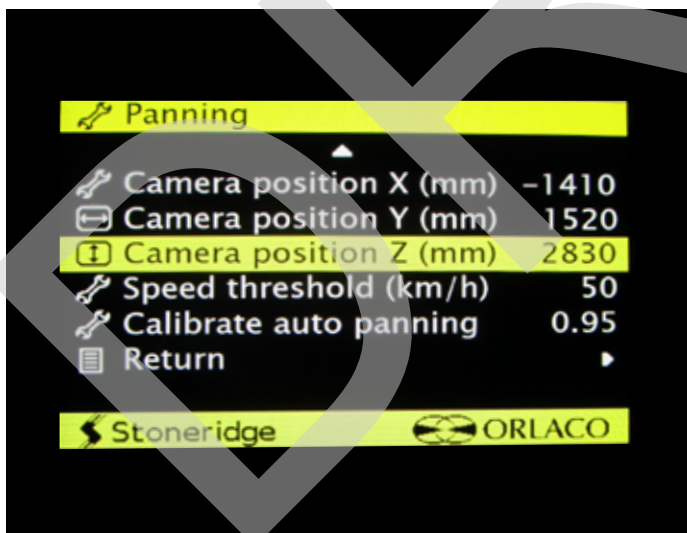 Panning
Camera position X (mm) -1410
Camera position Y (mm) 1520
Camera position Z (mm) 2830
Speed threshold (km/h) 50
Calibrate auto panning 0.95
Return
Stoneridge ORLACO